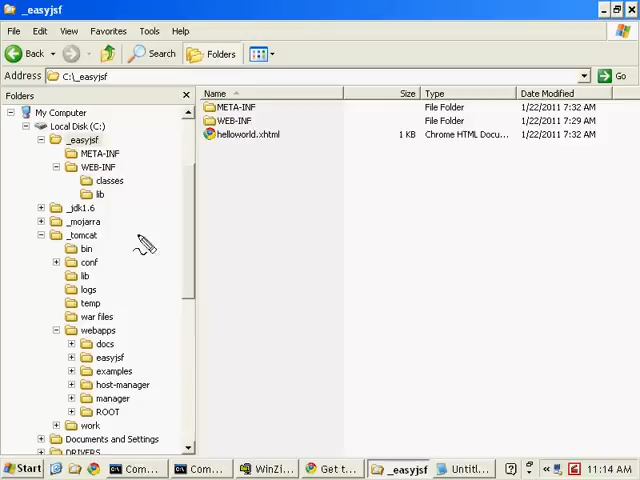 _easyjsf
File Edit View Favorites Tools Help
Back Search Folders
Address C:\_easyjsf Go
Folders
Name Size Type Date Modified
META-INF File Folder 1/22/2011 7:32 AM
WEB-INF File Folder 1/22/2011 7:29 AM
helloworld.xhtml 1 KB Chrome HTML Docu... 1/22/2011 7:32 AM
My Computer
Local Disk (C:)
_easyjsf
META-INF
WEB-INF
classes
lib
_jdk1.6
_mojarra
_tomcat
bin
conf
lib
logs
temp
war files
webapps
docs
easyjsf
examples
host-manager
manager
ROOT
work
Documents and Settings
DRIVERS
Start Com... Com... WinZi... Get t... _easyjsf Untitl... 11:14 AM